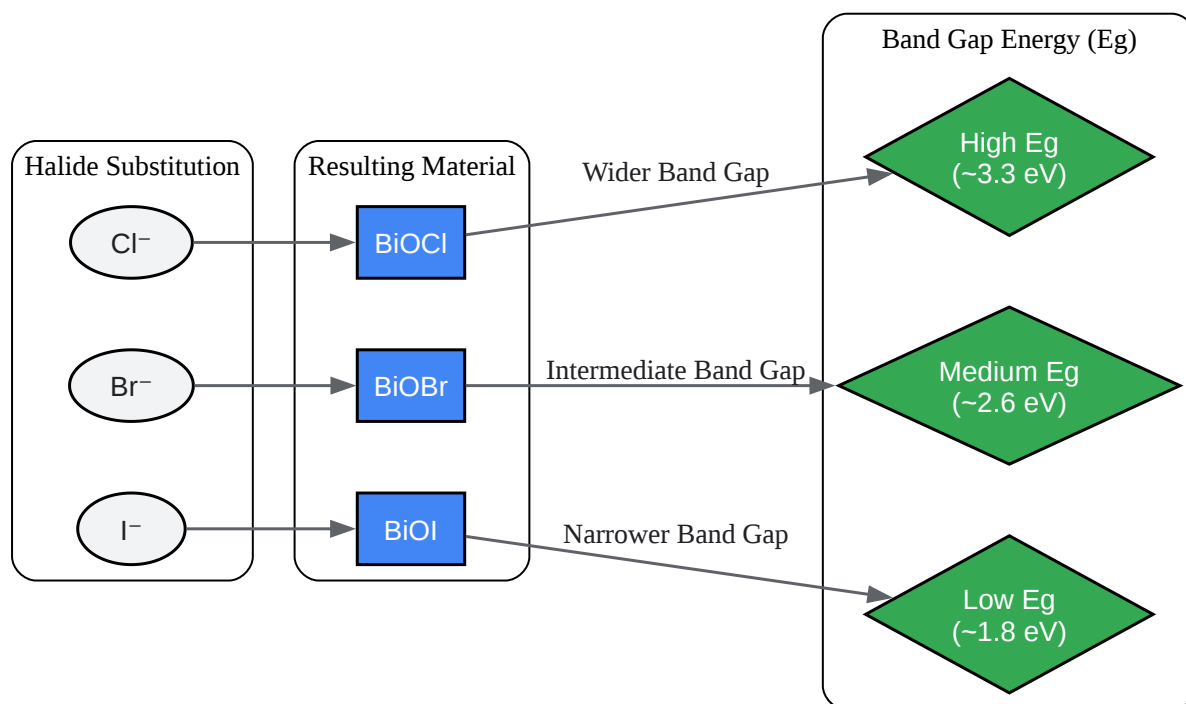 Band Gap Energy (Eg)
Halide Substitution
Resulting Material
Cl⁻
BiOCl
Wider Band Gap
High Eg
(~3.3 eV)
Br⁻
BiOBr
Intermediate Band Gap
Medium Eg
(~2.6 eV)
I⁻
BiOI
Narrower Band Gap
Low Eg
(~1.8 eV)